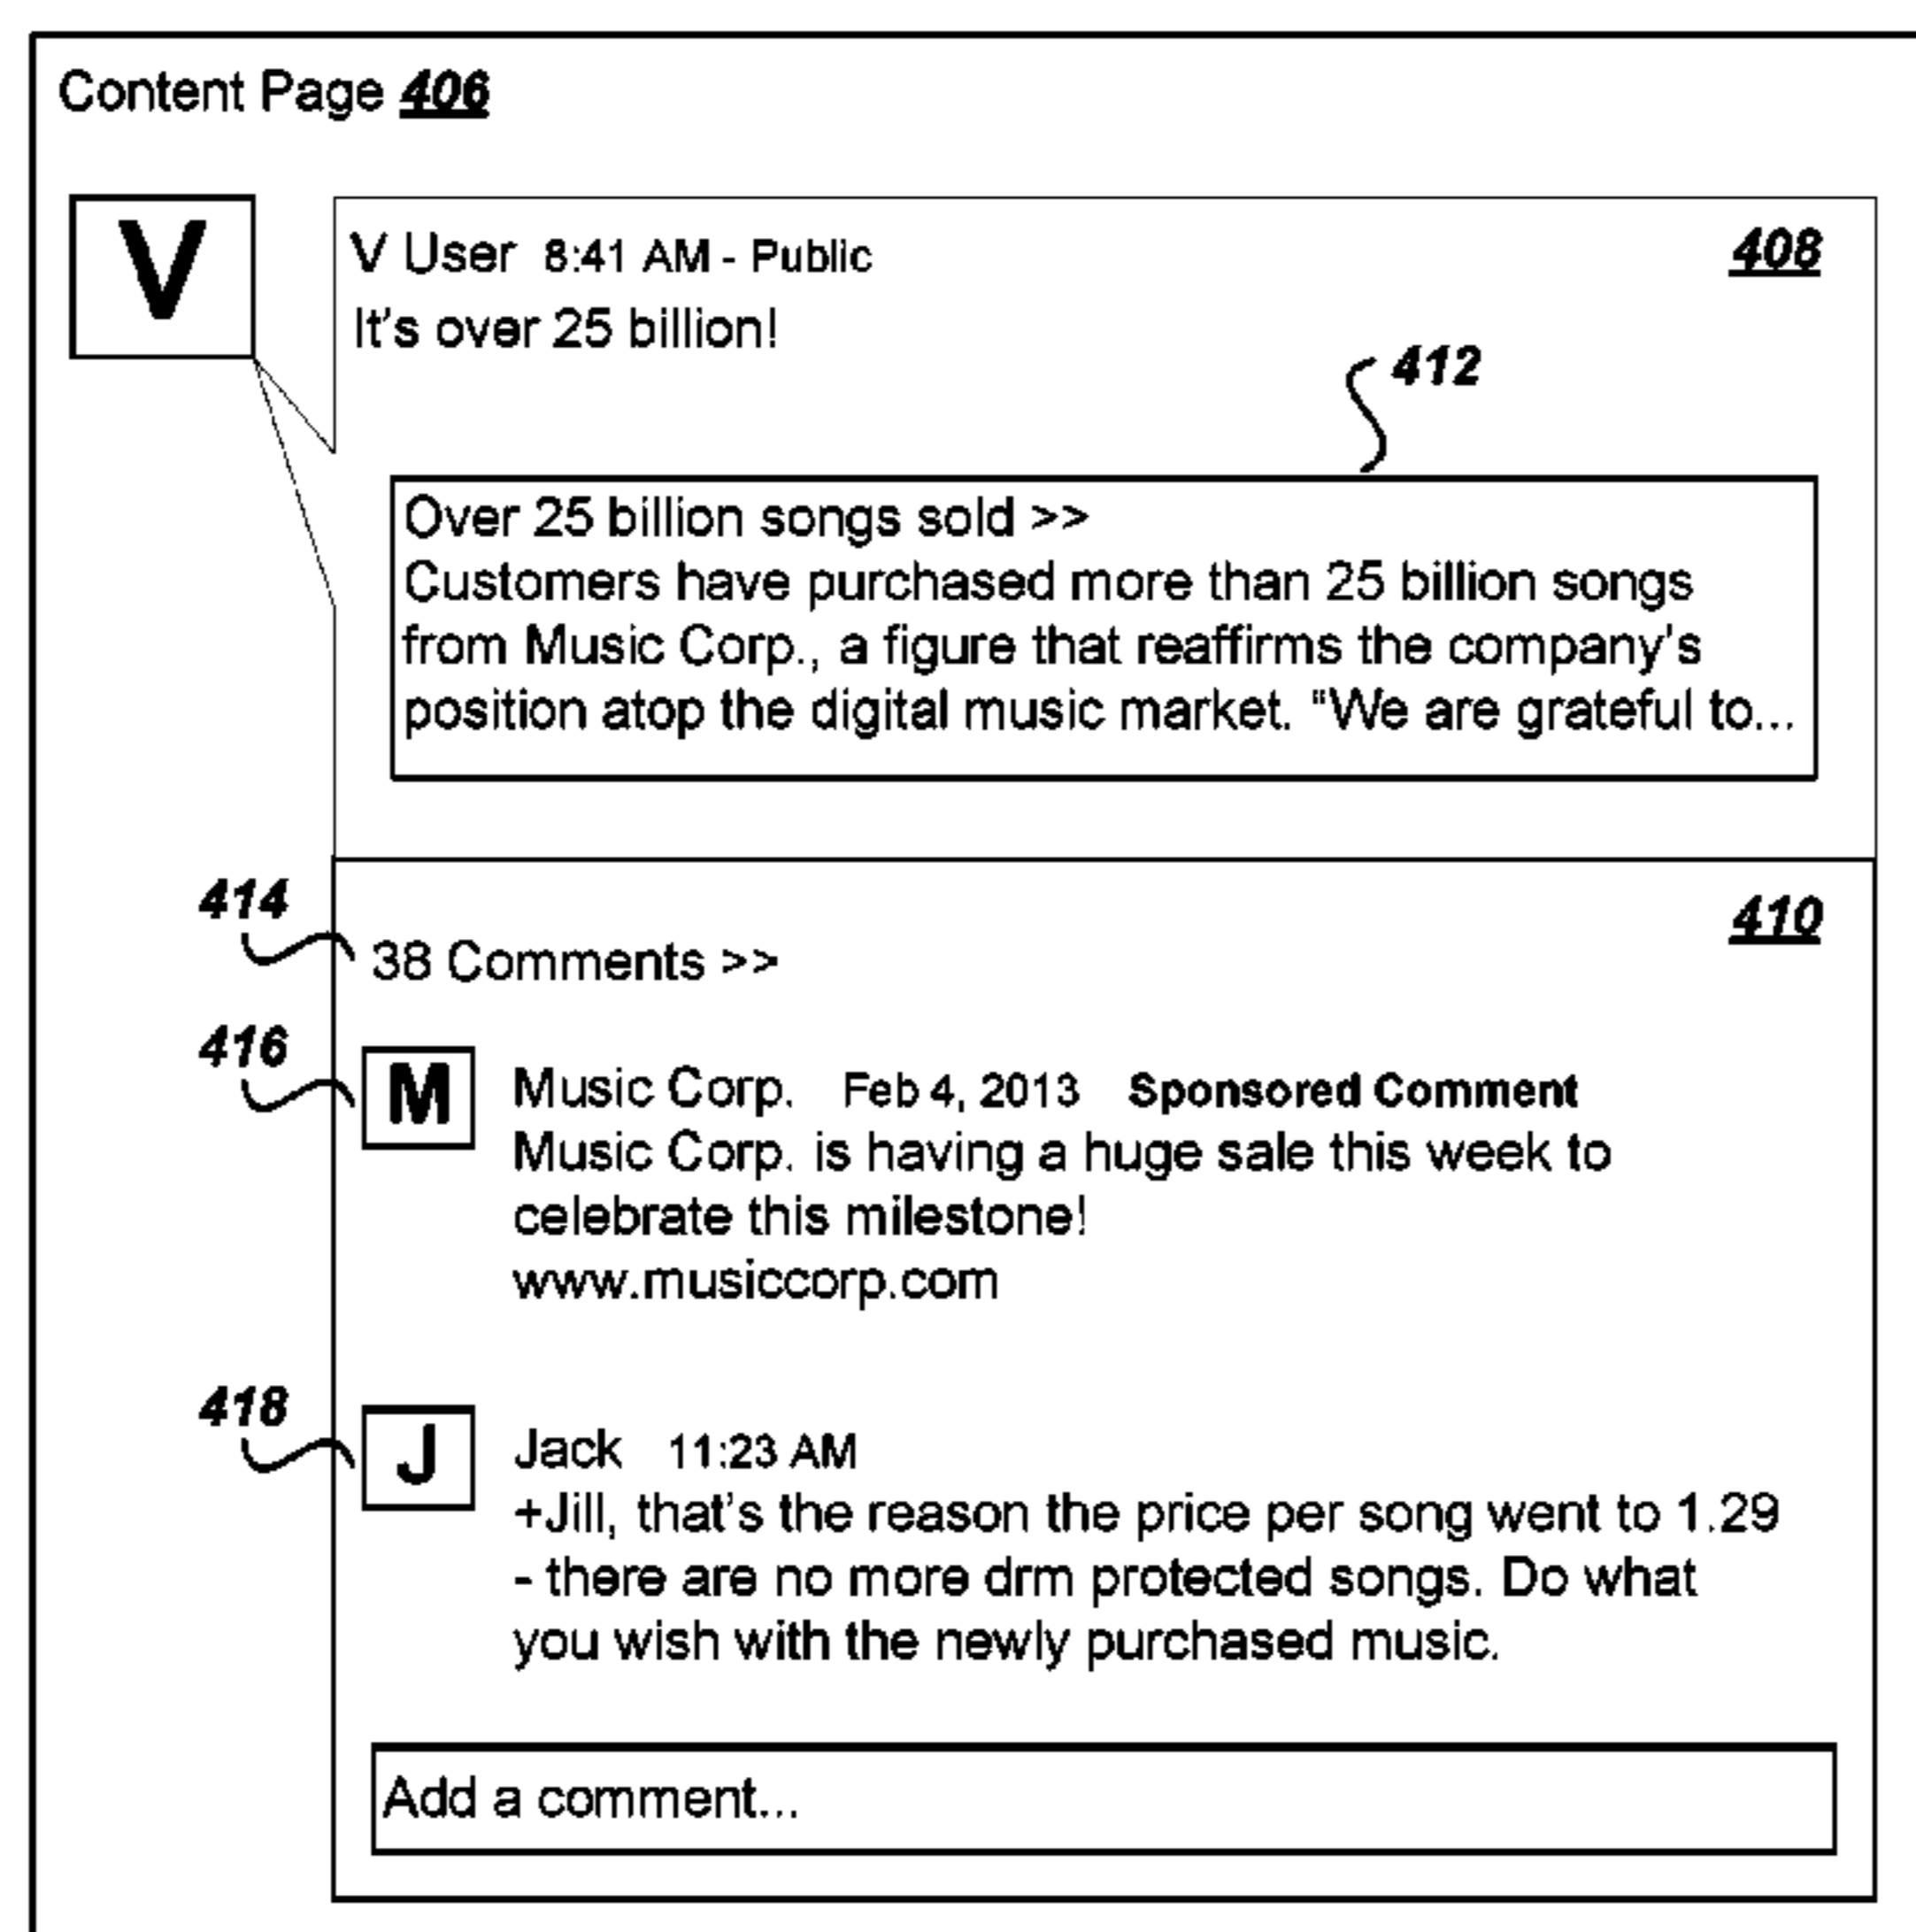 Content Page 406
V
V User 8:41 AM - Public
408
It's over 25 billion!
412
Over 25 billion songs sold >>
Customers have purchased more than 25 billion songs
from Music Corp., a figure that reaffirms the company's
position atop the digital music market. “We are grateful to...
414
410
38 Comments >>
416
M
Music Corp. Feb 4, 2013 Sponsored Comment
Music Corp. is having a huge sale this week to
celebrate this milestone!
www.musiccorp.com
418
J
Jack 11:23 AM
+Jill, that's the reason the price per song went to 1.29
- there are no more drm protected songs. Do what
you wish with the newly purchased music.
Add a comment...